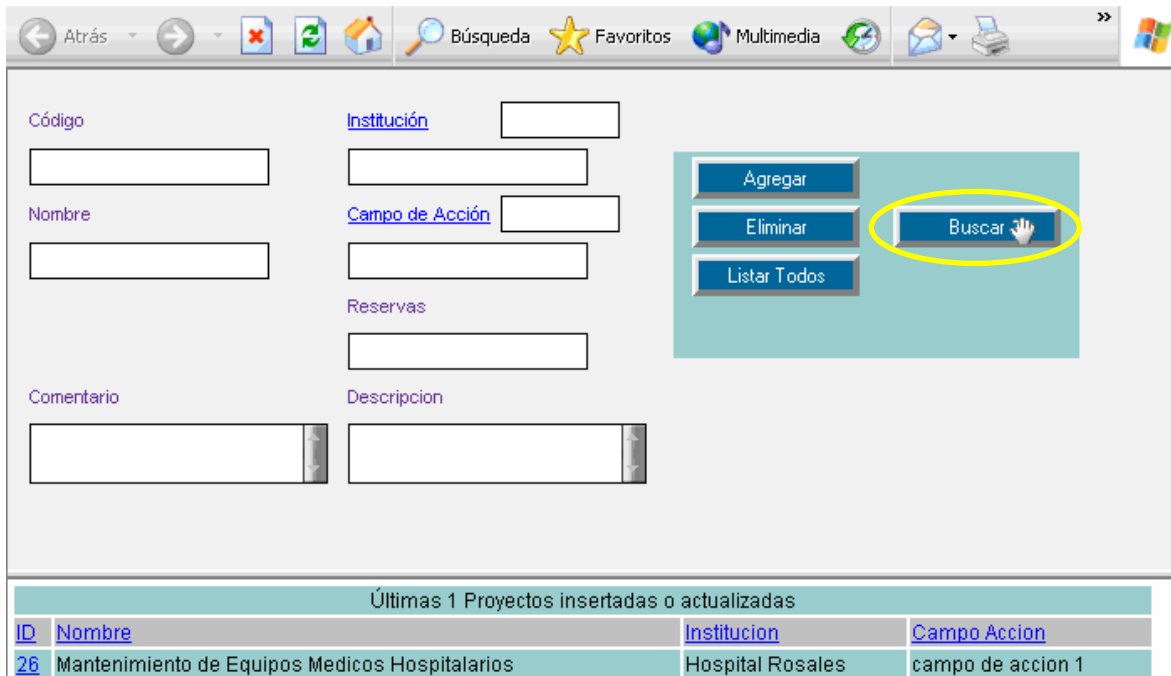 Atrás Búsqueda Favoritos Multimedia »
Código Institución
Agregar
Nombre Campo de Acción
Eliminar Buscar
Listar Todos
Reservas
Comentario Descripcion
Últimas 1 Proyectos insertadas o actualizadas
ID Nombre Institucion Campo Accion
26 Mantenimiento de Equipos Medicos Hospitalarios Hospital Rosales campo de accion 1